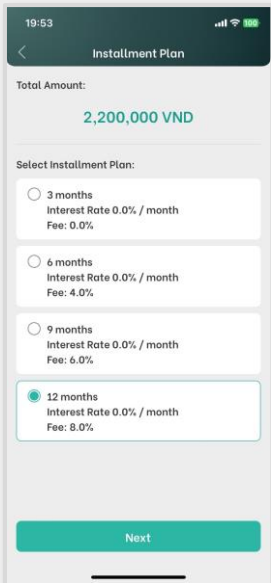 19:53
100
Installment Plan
Total Amount:
2,200,000 VND
Select Installment Plan:
3 months
Interest Rate 0.0% / month
Fee: 0.0%
6 months
Interest Rate 0.0% / month
Fee: 4.0%
9 months
Interest Rate 0.0% / month
Fee: 6.0%
12 months
Interest Rate 0.0% / month
Fee: 8.0%
Next